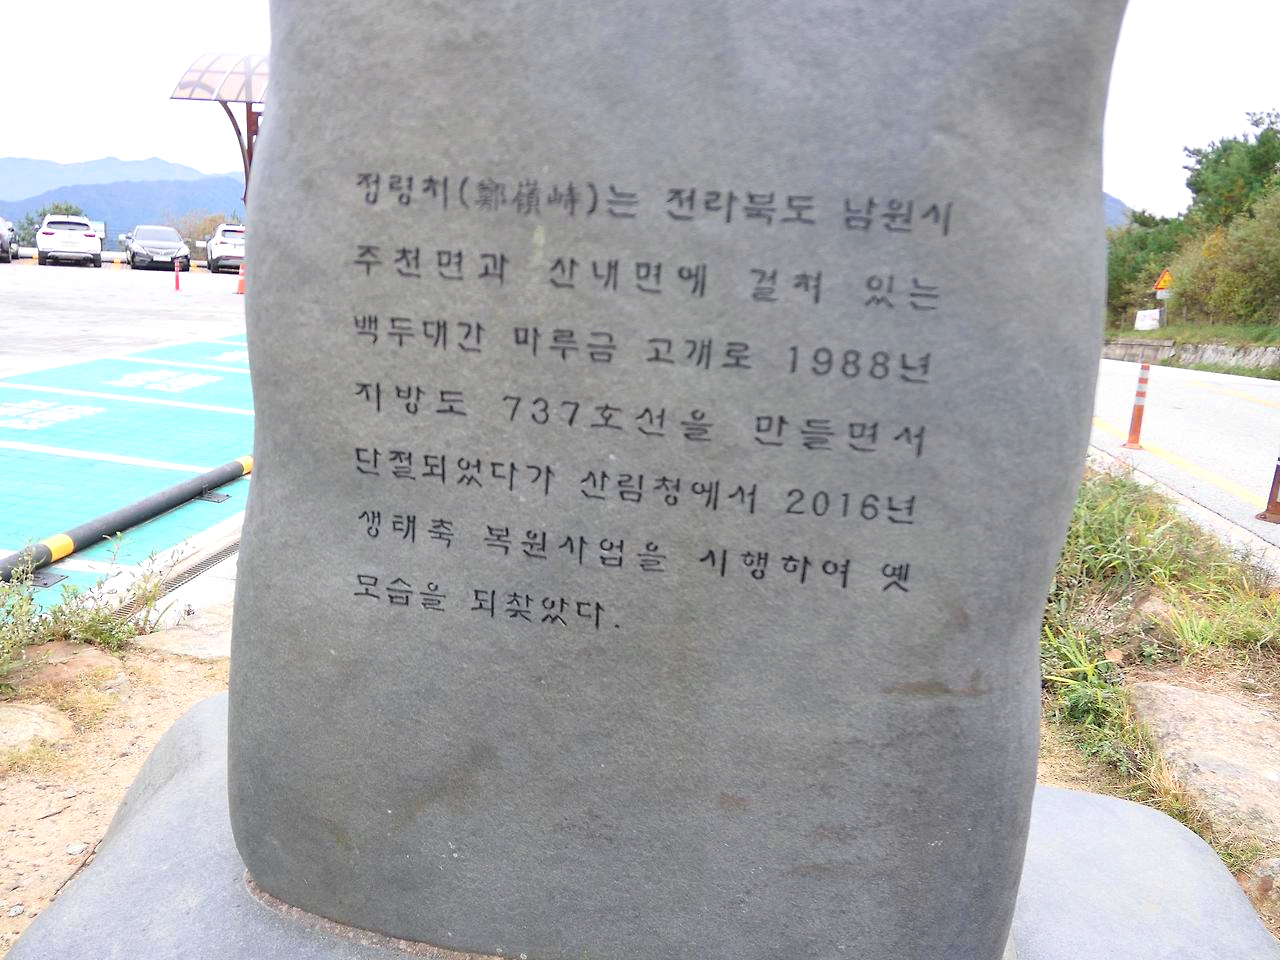 정령치(鄭嶺峙)는 전라북도 남원시
주천면과 산내면에 걸쳐 있는
백두대간 마루금 고개로 1988년
지방도 737호선을 만들면서
단절되었다가 산림청에서 2016년
생태축 복원사업을 시행하여 옛
모습을 되찾았다.